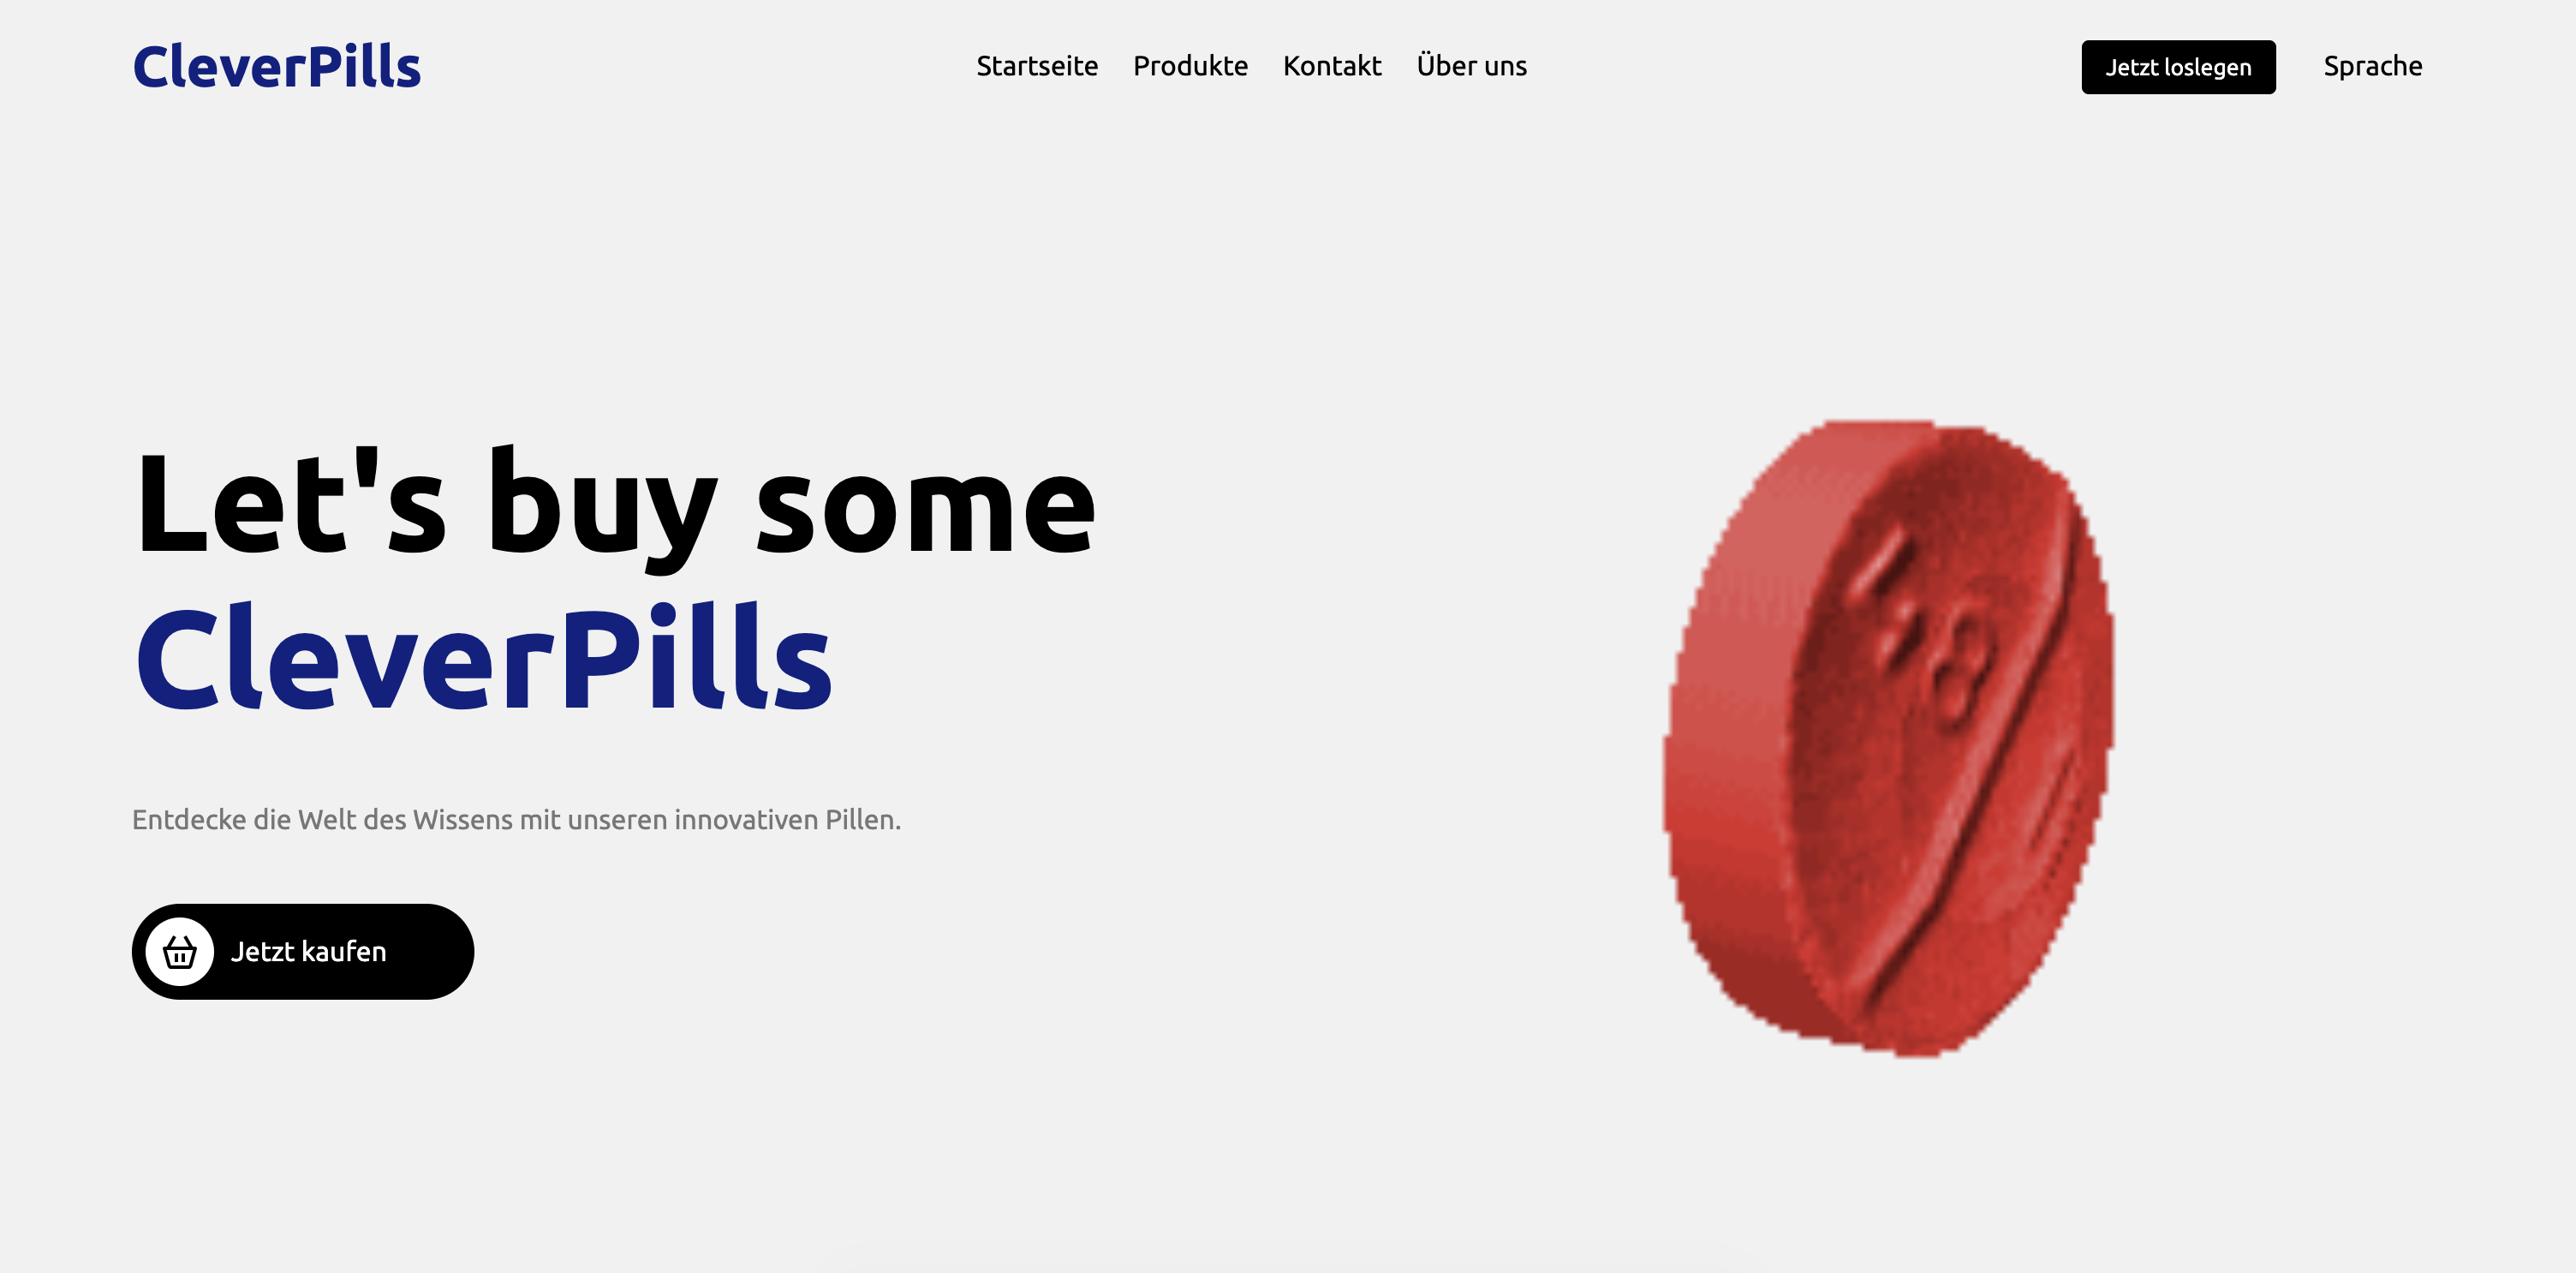 CleverPills
Startseite Produkte Kontakt Über uns
Jetzt loslegen Sprache
Let's buy some
CleverPills
Entdecke die Welt des Wissens mit unseren innovativen Pillen.
Jetzt kaufen